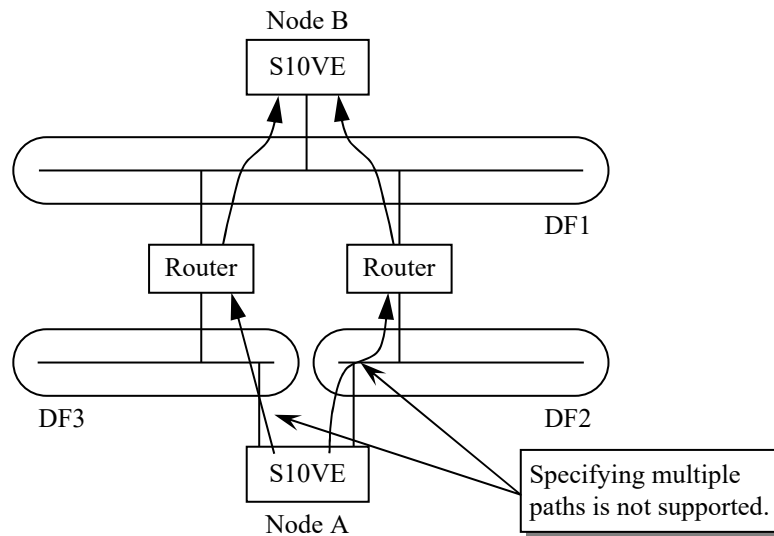 Node B
S10VE
DF1
Router
Router
DF3
DF2
S10VE
Node A
Specifying multiple
paths is not supported.